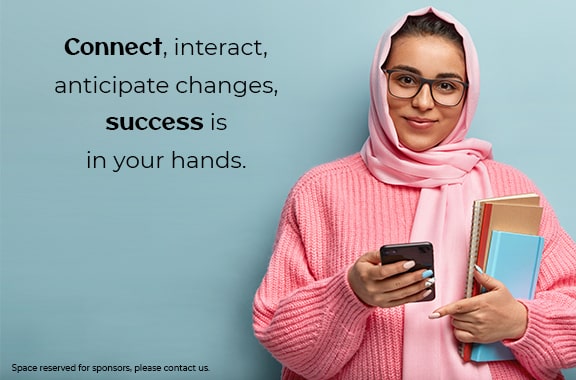 Connect, interact,
anticipate changes,
success is
in your hands.
Space reserved for sponsors, please contact us.